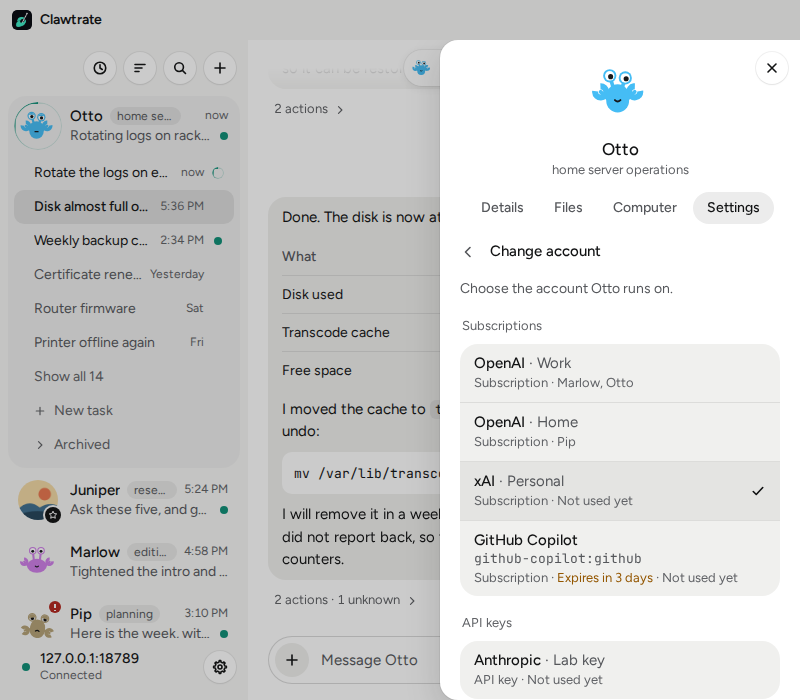 Clawtrate
Otto home se... now
Rotating logs on rack...
Rotate the logs on e... now
Disk almost full o... 5:36 PM
Weekly backup c... 2:34 PM
Certificate rene... Yesterday
Router firmware Sat
Printer offline again Fri
Show all 14
+ New task
Archived
Juniper rese... 5:24 PM
Ask these five, and g...
Marlow editi... 4:58 PM
Tightened the intro and ...
Pip planning 3:10 PM
Here is the week. wit...
127.0.0.1:18789
Connected
2 actions
Done. The disk is now at
What
Disk used
Transcode cache
Free space
I moved the cache to
undo:
mv /var/lib/transc
I will remove it in a week
did not report back, so
counters.
2 actions · 1 unknown
Message Otto
Otto
home server operations
Details Files Computer Settings
Change account
Choose the account Otto runs on.
Subscriptions
OpenAI · Work
Subscription · Marlow, Otto
OpenAI · Home
Subscription · Pip
xAI · Personal
Subscription · Not used yet
GitHub Copilot
github-copilot:github
Subscription · Expires in 3 days · Not used yet
API keys
Anthropic · Lab key
API key · Not used yet